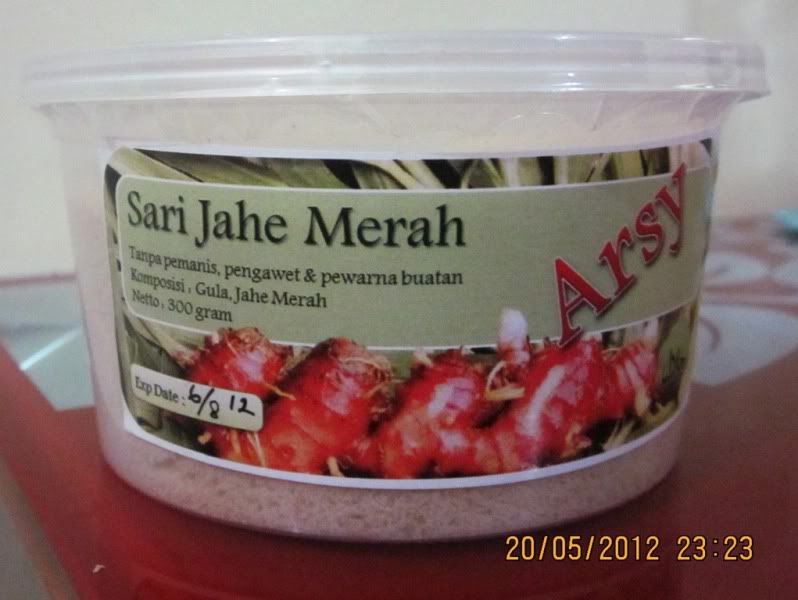 Sari Jahe Merah
Arsy
Tanpa pemanis, pengawet & pewarna buatan
Komposisi : Gula, Jahe Merah
Netto : 300 gram
Exp Date : 6/8 12
20/05/2012 23:23